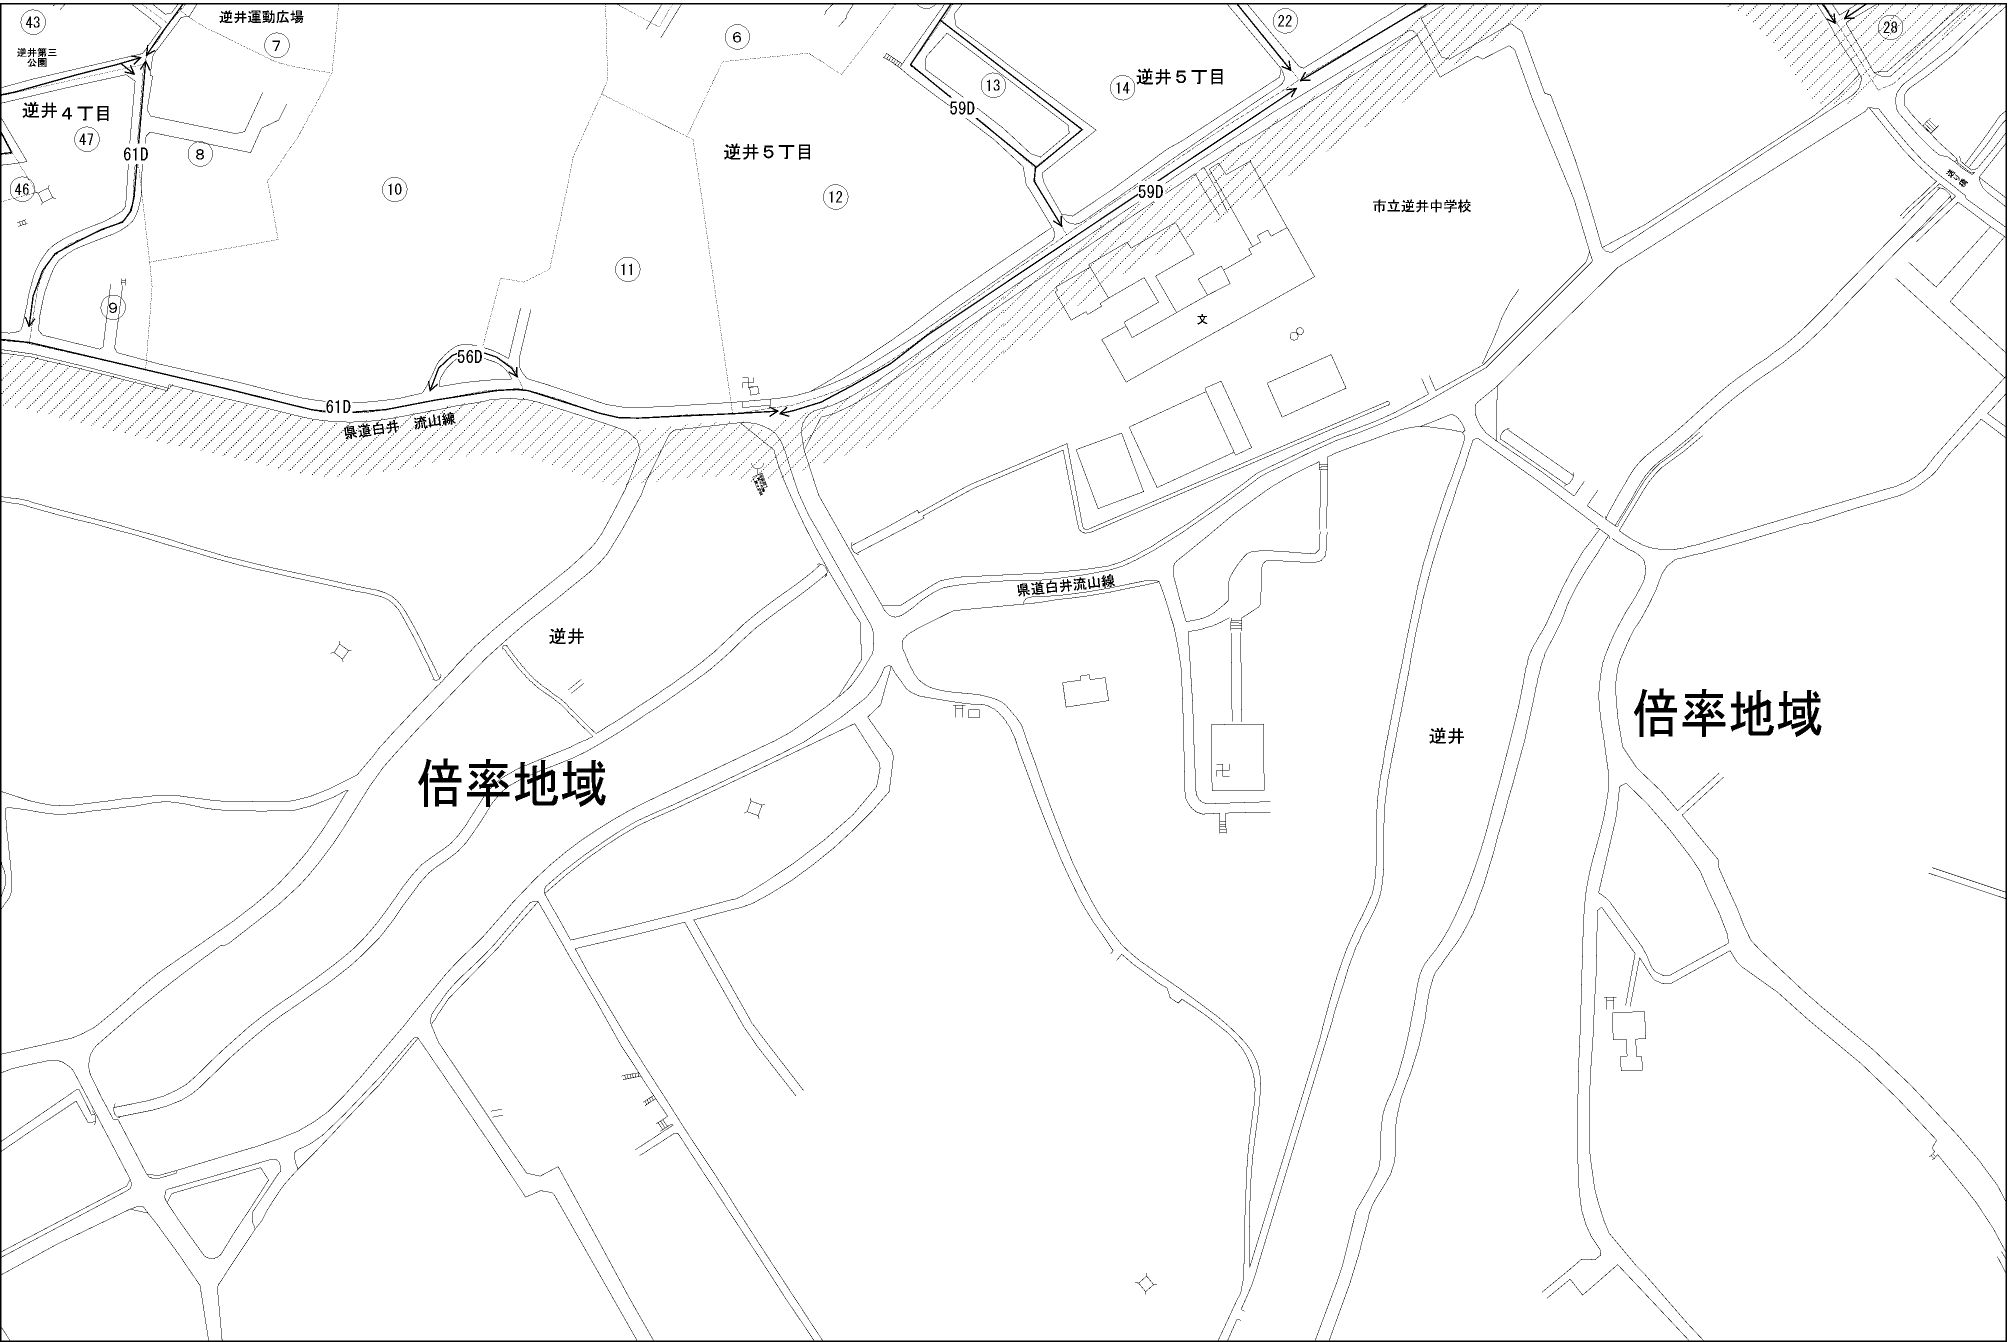 43
逆井運動広場
7
6
22
28
逆井第三
公園
13
14
逆井5丁目
逆井4丁目
59D
47
61D
8
逆井5丁目
46
10
12
59D
市立逆井中学校
11
9
文
56D
61D
県道白井 流山線
県道白井流山線
逆井
倍率地域
逆井
倍率地域